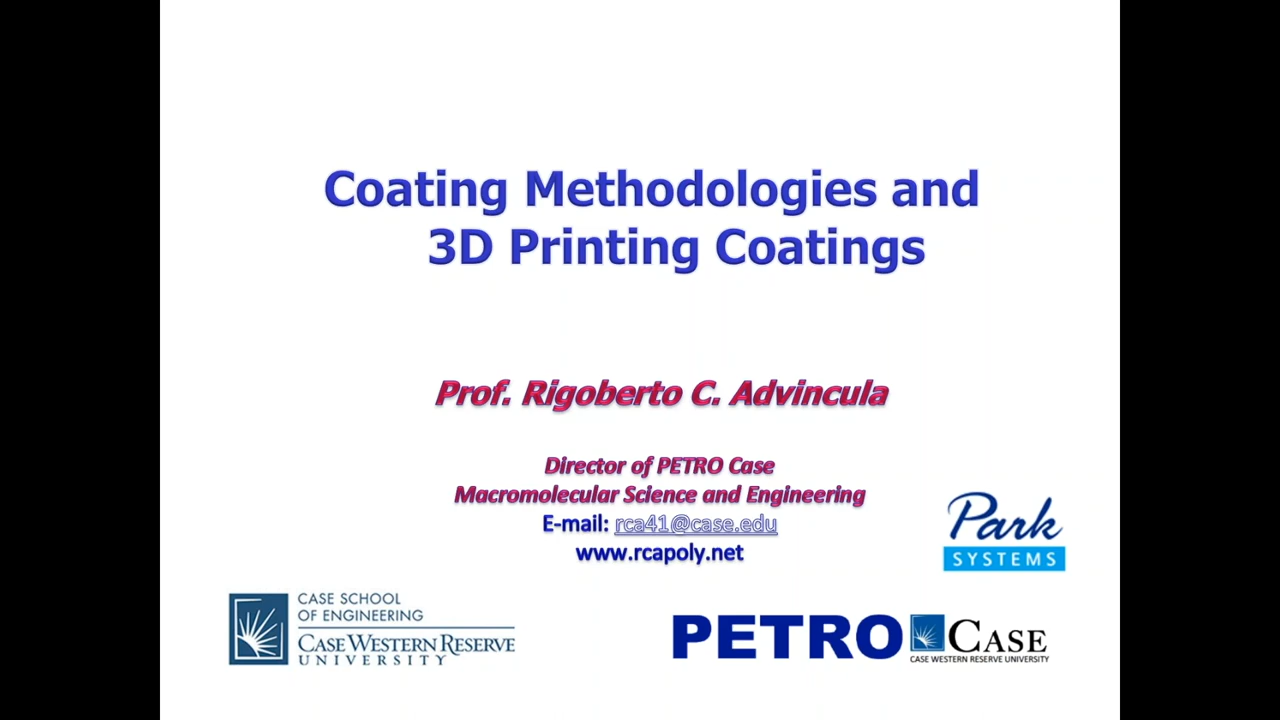 Coating Methodologies and
3D Printing Coatings
Prof. Rigoberto C. Advincula
Director of PETRO Case
Macromolecular Science and Engineering
E-mail: rca41@case.edu
www.rcapoly.net
Park
SYSTEMS
CASE SCHOOL
OF ENGINEERING
CASE WESTERN RESERVE
UNIVERSITY
PETRO CASE
CASE WESTERN RESERVE UNIVERSITY